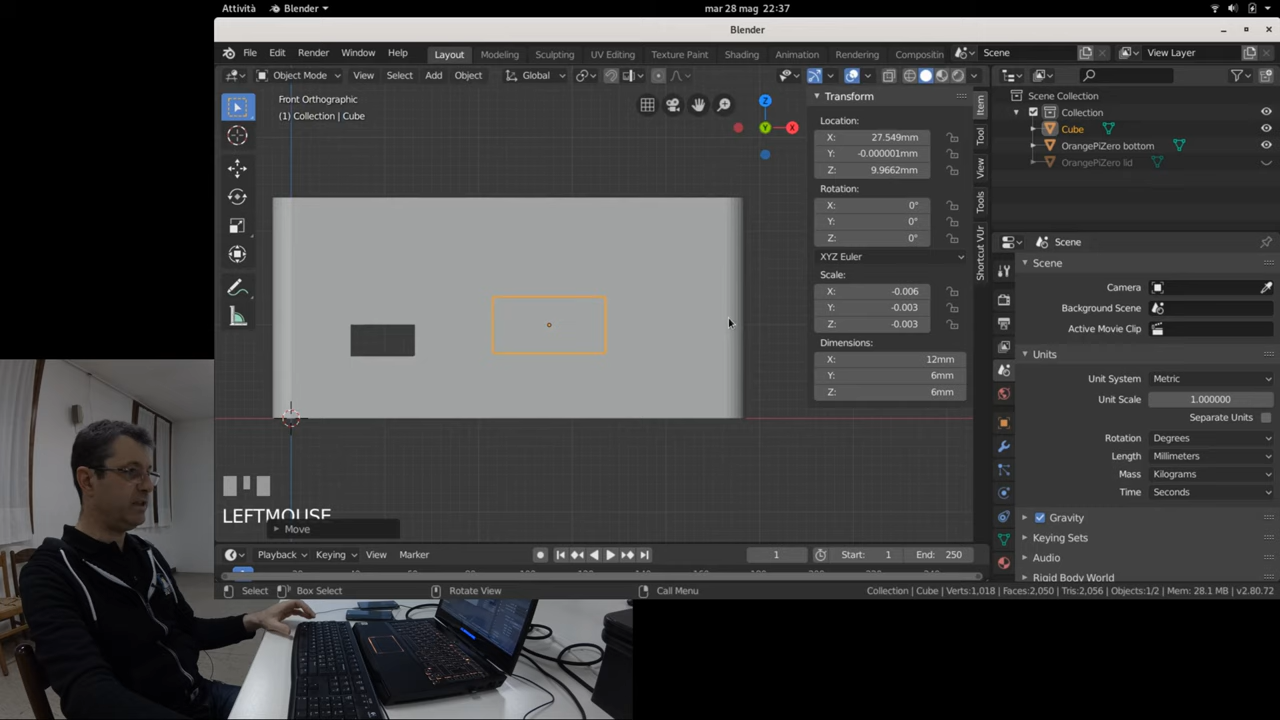 Attività Blender mar 28 mag 22:37
Blender
File Edit Render Window Help Layout Modeling Sculpting UV Editing Texture Paint Shading Animation Rendering Compositin Scene View Layer
Object Mode View Select Add Object Global
Front Orthographic
(1) Collection | Cube
Z
Y
X
Item
Tool
View
Tools
Shortcut VUr
Transform
Location:
X: 27.549mm
Y: -0.000001mm
Z: 9.9662mm
Rotation:
X: 0°
Y: 0°
Z: 0°
XYZ Euler
Scale:
X: -0.006
Y: -0.003
Z: -0.003
Dimensions:
X: 12mm
Y: 6mm
Z: 6mm
Scene Collection
Collection
Cube
OrangePiZero bottom
OrangePiZero lid
Scene
Scene
Camera
Background Scene
Active Movie Clip
Units
Unit System Metric
Unit Scale 1.000000
Separate Units
Rotation Degrees
Length Millimeters
Mass Kilograms
Time Seconds
Gravity
Keying Sets
Audio
Rigid Body World
LEFTMOUSE
Move
Playback Keying View Marker 1 Start: 1 End: 250
Select Box Select Rotate View Call Menu Collection | Cube | Verts:1,018 | Faces:2,050 | Tris:2,056 | Objects:1/2 | Mem: 28.1 MB | v2.80.72